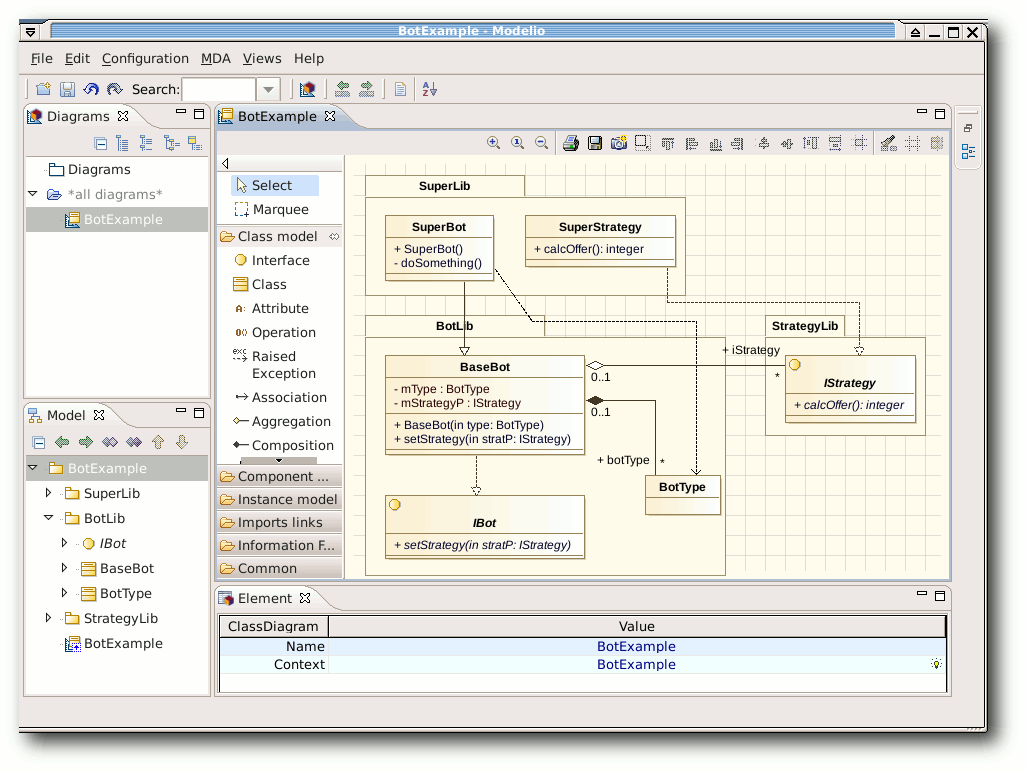 BotExample - Modelio
File Edit Configuration MDA Views Help
Search:
A
Z
Diagrams
Diagrams
*all diagrams*
BotExample
Model
BotExample
SuperLib
BotLib
IBot
BaseBot
BotType
StrategyLib
BotExample
BotExample
Select
Marquee
Class model
Interface
Class
Attribute
Operation
Raised
Exception
Association
Aggregation
Composition
Component ...
Instance model
Imports links
Information F...
Common
SuperLib
SuperBot
+ SuperBot()
- doSomething()
SuperStrategy
+ calcOffer(): integer
BotLib
BaseBot
- mType : BotType
- mStrategyP : IStrategy
+ BaseBot(in type: BotType)
+ setStrategy(in stratP: IStrategy)
0..1
0..1
+ iStrategy
*
+ botType
*
StrategyLib
IStrategy
+ calcOffer(): integer
BotType
IBot
+ setStrategy(in stratP: IStrategy)
Element
ClassDiagram Value
Name BotExample
Context BotExample